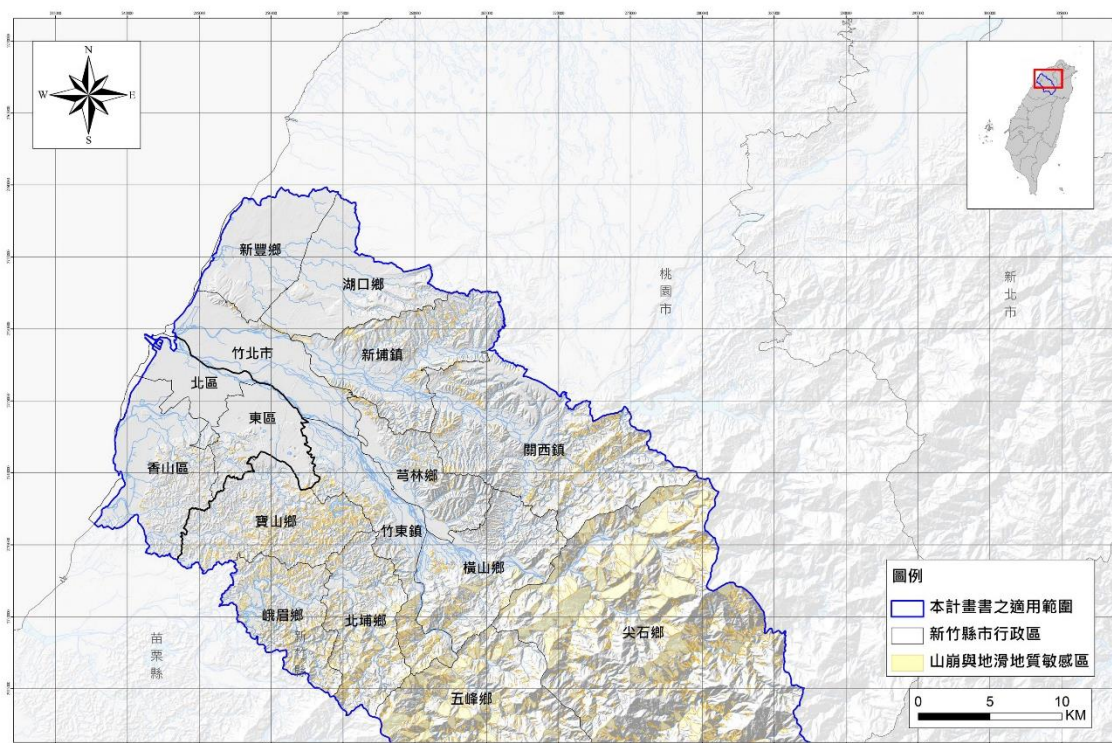 N
W
E
S
新豐鄉
湖口鄉
桃園市
新北市
竹北市
新埔鎮
北區
東區
關西鎮
香山區
芎林鄉
寶山鄉
竹東鎮
橫山鄉
峨眉鄉
北埔鄉
尖石鄉
苗栗縣
新竹縣
五峰鄉
圖例
本計畫書之適用範圍
新竹縣市行政區
山崩與地滑地質敏感區
0 5 10
KM